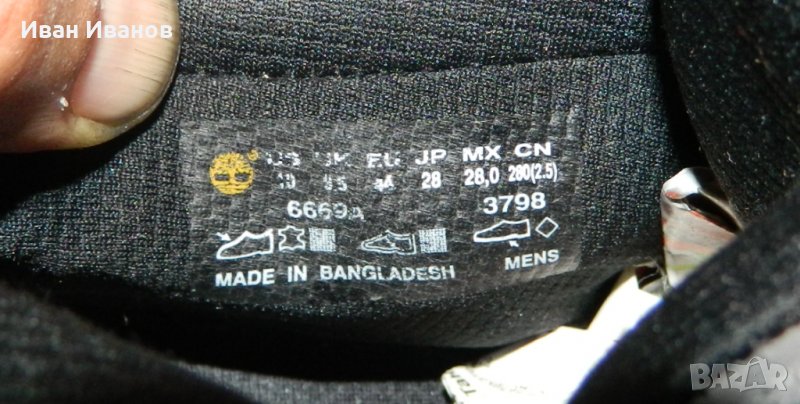 Иван Иванов
US UK EU JP MX CN
10 9.5 44 28 28,0 280(2.5)
6669A 3798
MADE IN BANGLADESH MENS
BAZAR